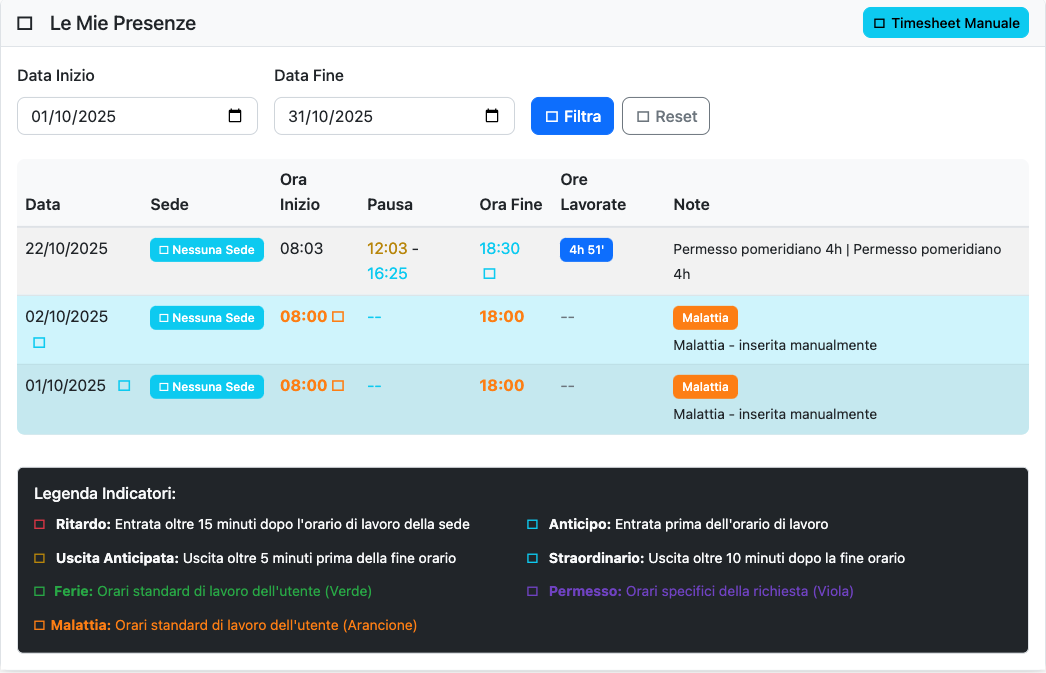 Le Mie Presenze
Timesheet Manuale
Data Inizio
Data Fine
01/10/2025
31/10/2025
Filtra
Reset
Data
Sede
Ora Inizio
Pausa
Ora Fine
Ore Lavorate
Note
22/10/2025
Nessuna Sede
08:03
12:03 -
16:25
18:30
4h 51'
Permesso pomeridiano 4h | Permesso pomeridiano
4h
02/10/2025
Nessuna Sede
08:00
--
18:00
--
Malattia
Malattia - inserita manualmente
01/10/2025
Nessuna Sede
08:00
--
18:00
--
Malattia
Malattia - inserita manualmente
Legenda Indicatori:
Ritardo: Entrata oltre 15 minuti dopo l'orario di lavoro della sede
Anticipo: Entrata prima dell'orario di lavoro
Uscita Anticipata: Uscita oltre 5 minuti prima della fine orario
Straordinario: Uscita oltre 10 minuti dopo la fine orario
Ferie: Orari standard di lavoro dell'utente (Verde)
Permesso: Orari specifici della richiesta (Viola)
Malattia: Orari standard di lavoro dell'utente (Arancione)